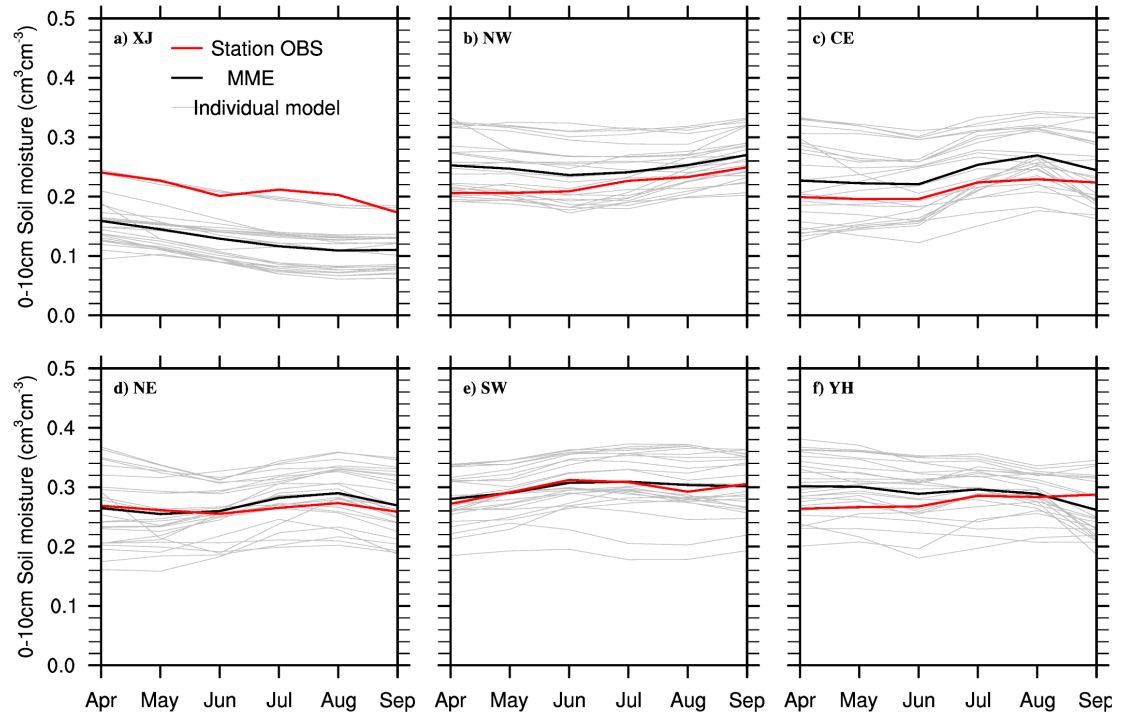 0.5
0.4
0.3
0.2
0.1
0.0
0-10cm Soil moisture (cm³cm⁻³)
a) XJ
Station OBS
MME
Individual model
b) NW
c) CE
0.5
0.4
0.3
0.2
0.1
0.0
0-10cm Soil moisture (cm³cm⁻³)
d) NE
e) SW
f) YH
Apr May Jun Jul Aug Sep
Apr May Jun Jul Aug Sep
Apr May Jun Jul Aug Sep